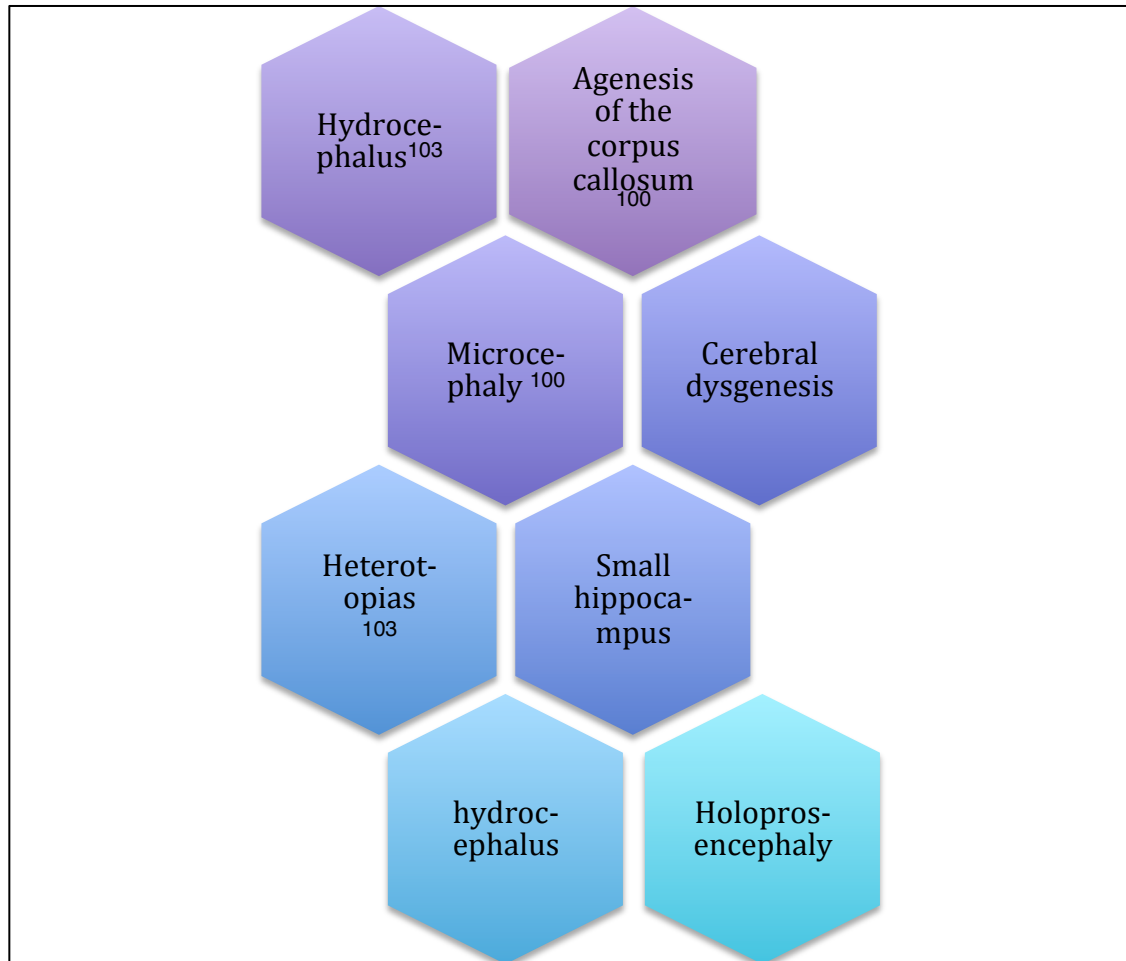 Hydroce-
phalus103
Agenesis
of the
corpus
callosum
100
Microce-
phaly 100
Cerebral
dysgenesis
Heterot-
opias
103
Small
hippoca-
mpus
hydroc-
ephalus
Holopros-
encephaly